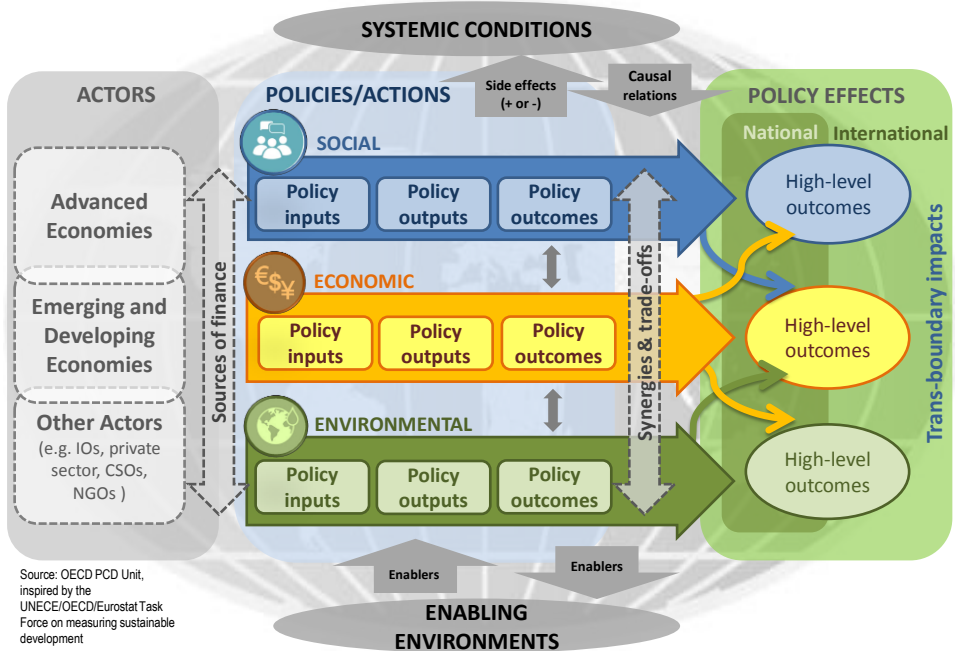 SYSTEMIC CONDITIONS
Side effects
(+ or -)
Causal
relations
ACTORS
Advanced
Economies
Emerging and
Developing
Economies
Other Actors
(e.g. IOs, private
sector, CSOs,
NGOs )
Sources of finance
POLICIES/ACTIONS
SOCIAL
Policy
inputs
Policy
outputs
Policy
outcomes
€$¥
ECONOMIC
Policy
inputs
Policy
outputs
Policy
outcomes
ENVIRONMENTAL
Policy
inputs
Policy
outputs
Policy
outcomes
Synergies & trade-offs
POLICY EFFECTS
National
International
High-level
outcomes
High-level
outcomes
High-level
outcomes
Trans-boundary impacts
Enablers
Enablers
ENABLING
ENVIRONMENTS
Source: OECD PCD Unit,
inspired by the
UNECE/OECD/Eurostat Task
Force on measuring sustainable
development